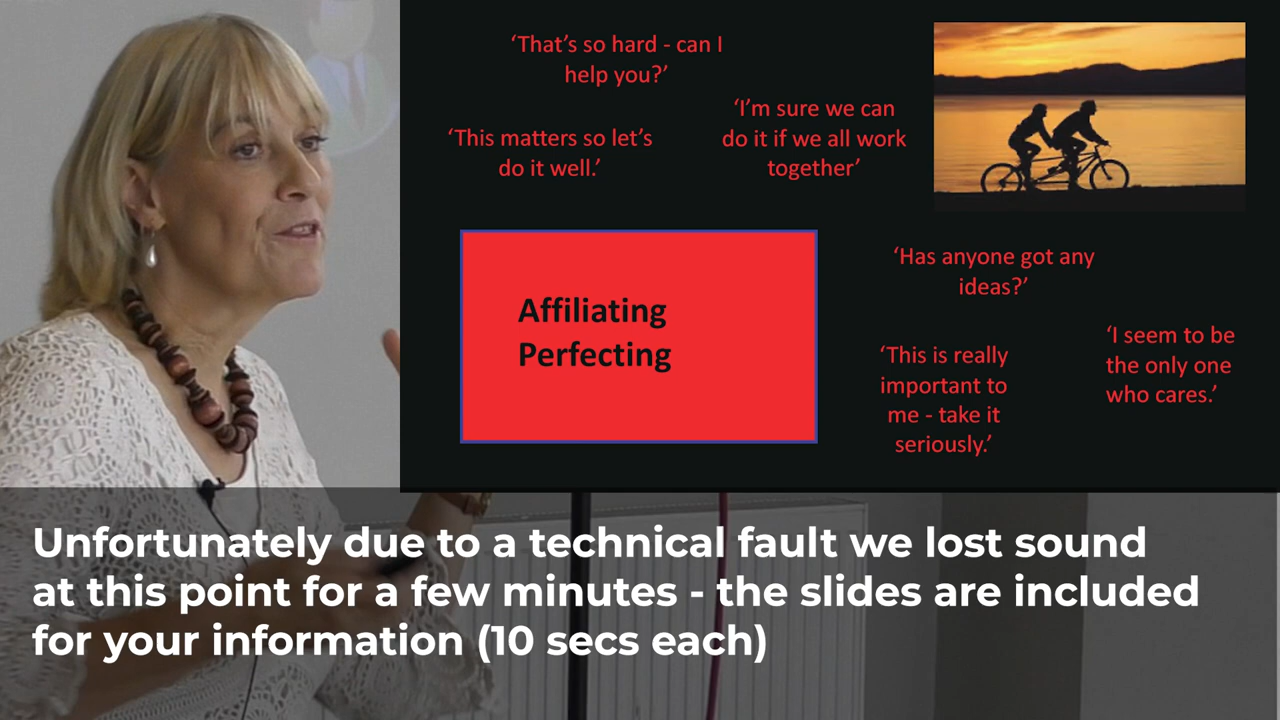 ‘That’s so hard - can I
help you?’
‘I’m sure we can
do it if we all work
together’
‘This matters so let’s
do it well.’
Affiliating
Perfecting
‘Has anyone got any
ideas?’
‘I seem to be
the only one
who cares.’
‘This is really
important to
me - take it
seriously.’
Unfortunately due to a technical fault we lost sound
at this point for a few minutes - the slides are included
for your information (10 secs each)